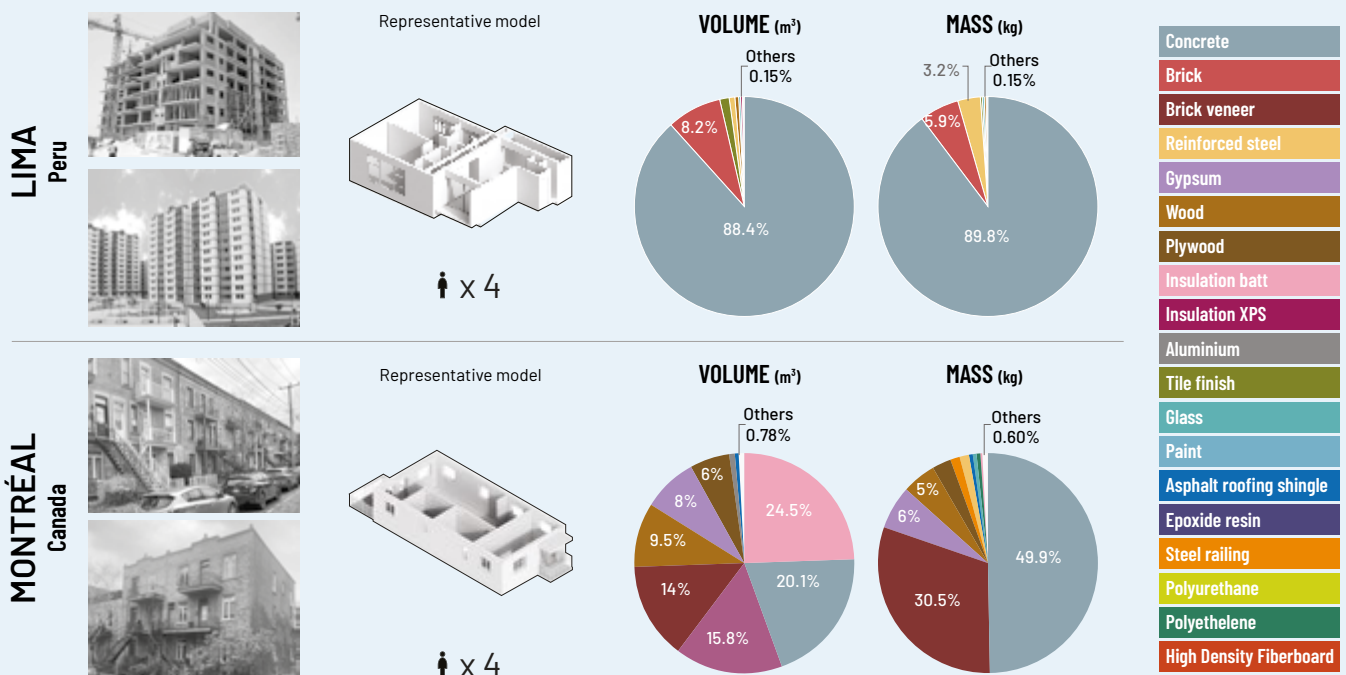 LIMA
Peru
Representative model
x 4
VOLUME (m³)
Others
0.15%
8.2%
88.4%
MASS (kg)
3.2%
Others
0.15%
5.9%
89.8%
MONTRÉAL
Canada
Representative model
x 4
VOLUME (m³)
Others
0.78%
6%
8%
9.5%
14%
15.8%
20.1%
24.5%
MASS (kg)
Others
0.60%
5%
6%
30.5%
49.9%
Concrete
Brick
Brick veneer
Reinforced steel
Gypsum
Wood
Plywood
Insulation batt
Insulation XPS
Aluminium
Tile finish
Glass
Paint
Asphalt roofing shingle
Epoxide resin
Steel railing
Polyurethane
Polyethelene
High Density Fiberboard